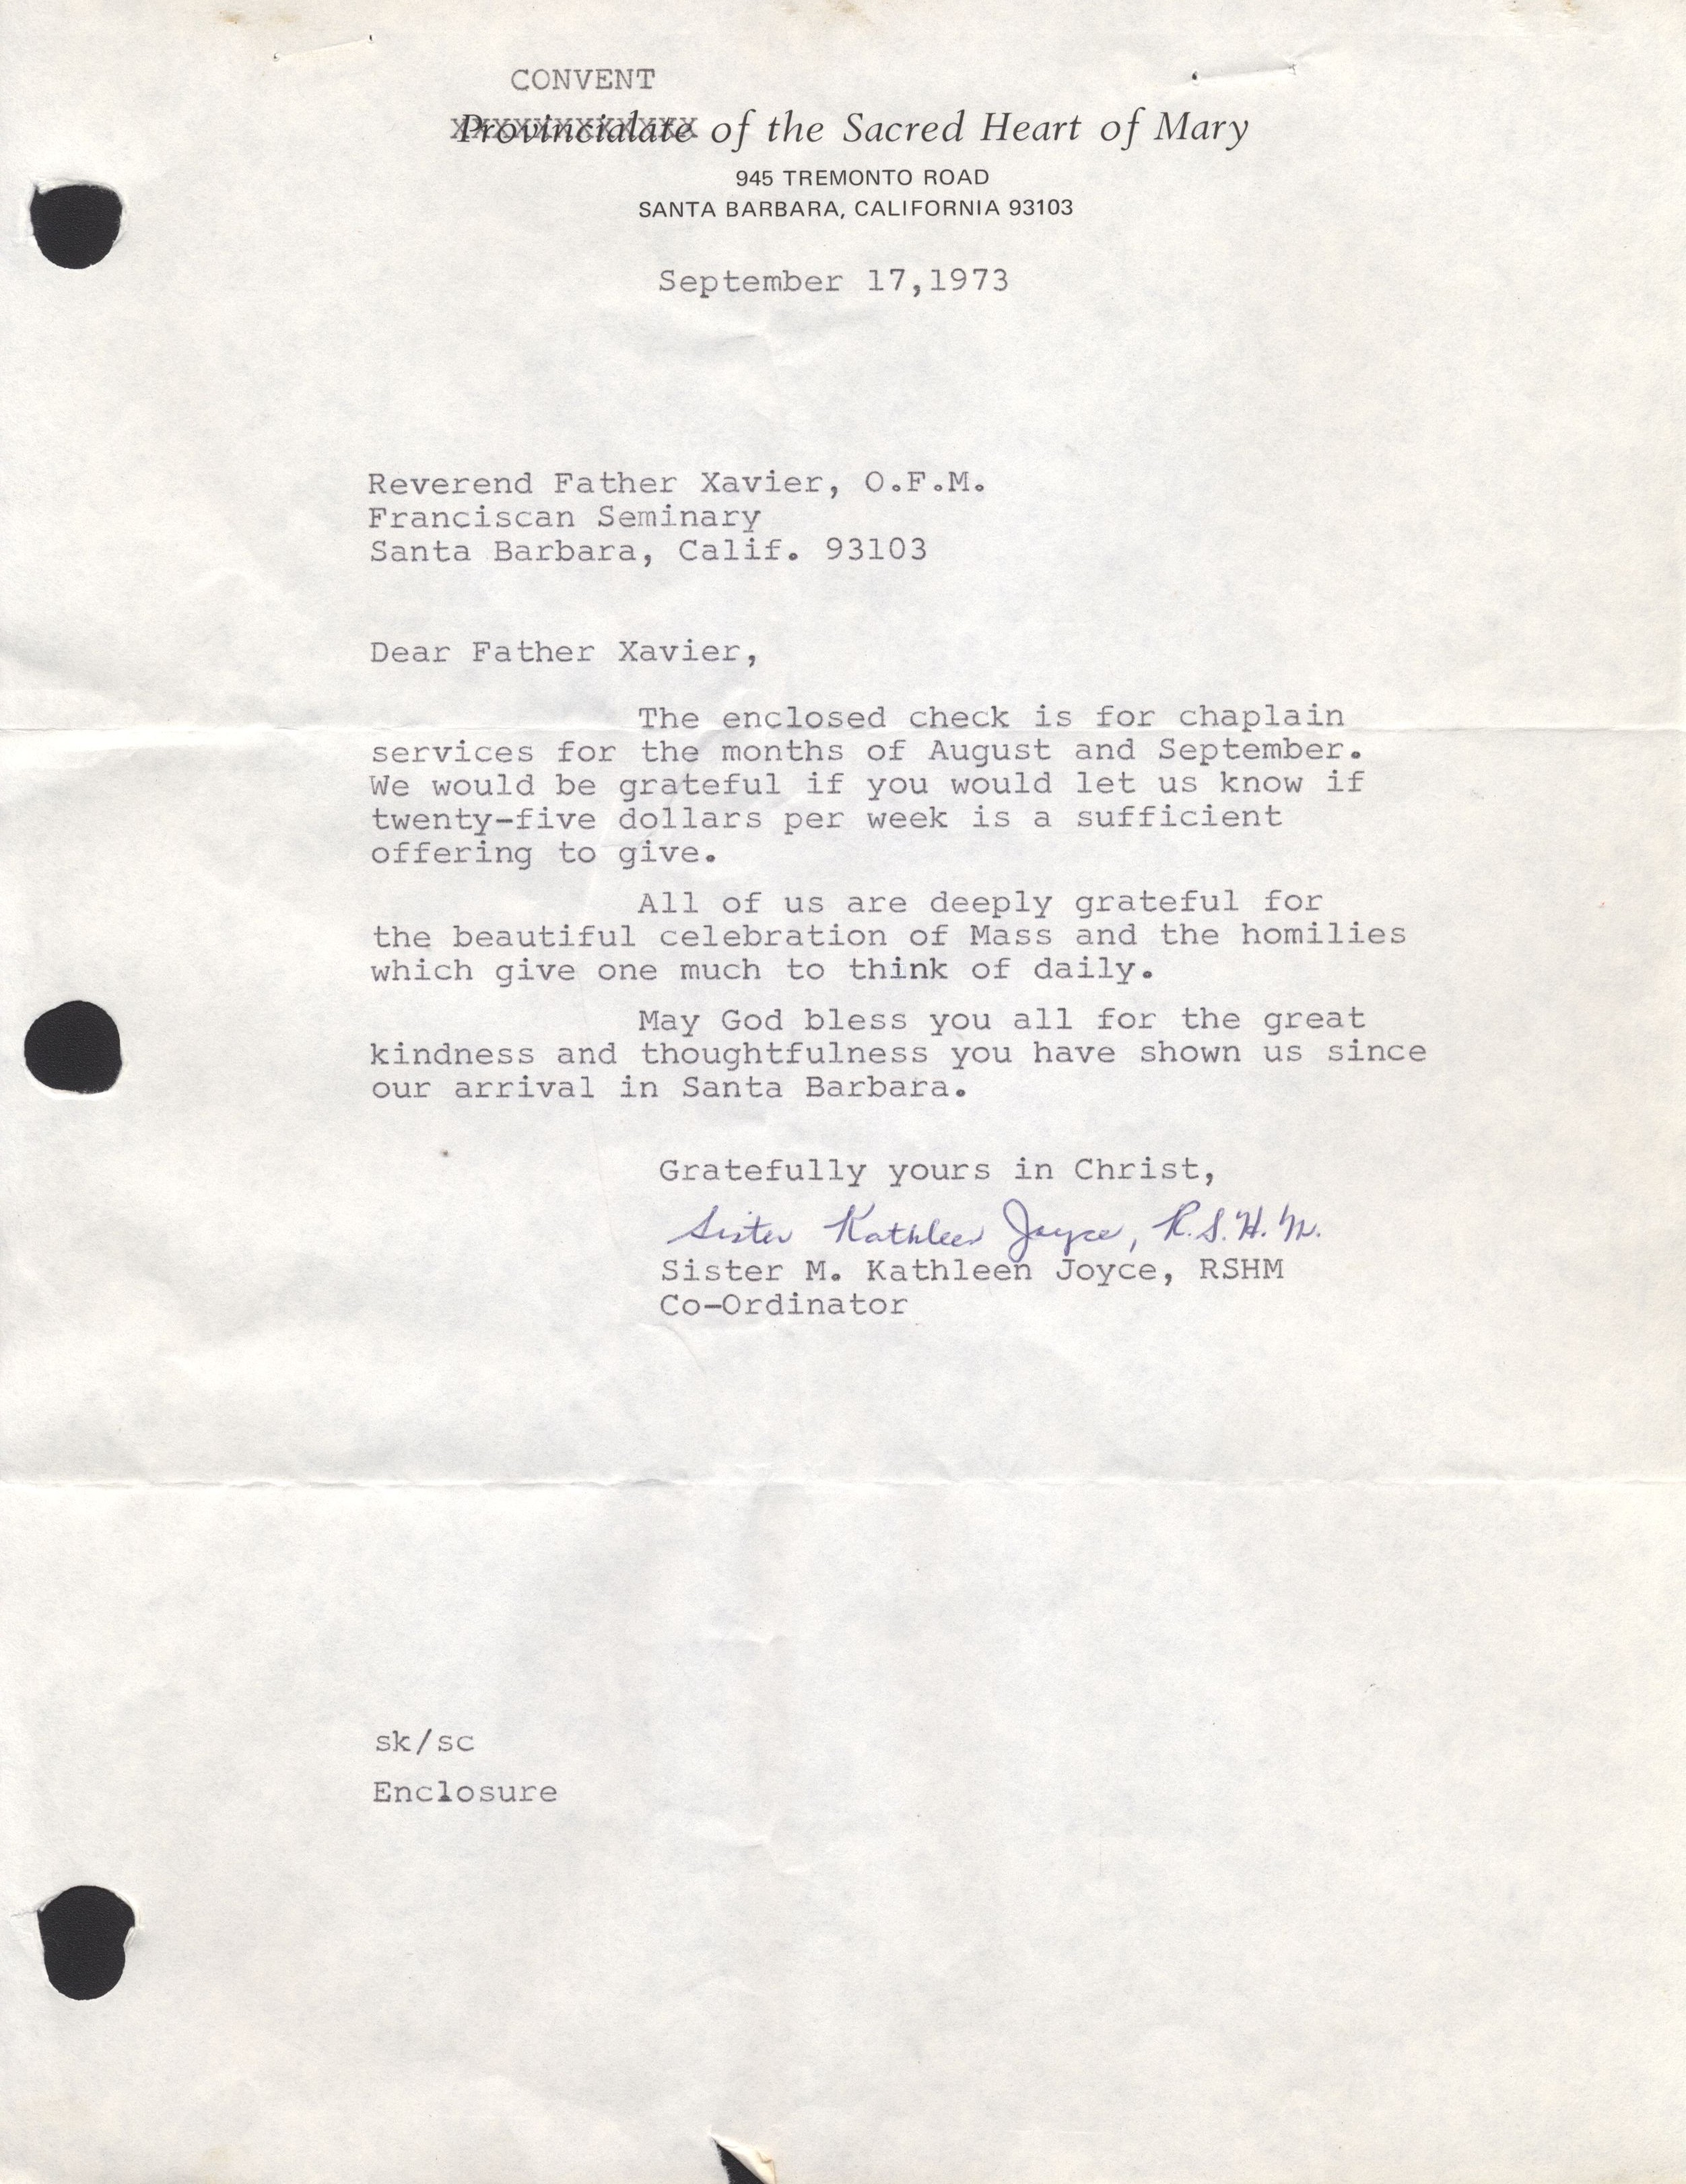 CONVENT
Provincialate of the Sacred Heart of Mary
945 TREMONTO ROAD
SANTA BARBARA, CALIFORNIA 93103
September 17,1973
Reverend Father Xavier, O.F.M.
Franciscan Seminary
Santa Barbara, Calif. 93103
Dear Father Xavier,
The enclosed check is for chaplain
services for the months of August and September.
We would be grateful if you would let us know if
twenty-five dollars per week is a sufficient
offering to give.
All of us are deeply grateful for
the beautiful celebration of Mass and the homilies
which give one much to think of daily.
May God bless you all for the great
kindness and thoughtfulness you have shown us since
our arrival in Santa Barbara.
Gratefully yours in Christ,
Sister Kathleen Joyce, R.S.H.M.
Sister M. Kathleen Joyce, RSHM
Co-Ordinator
sk/sc
Enclosure